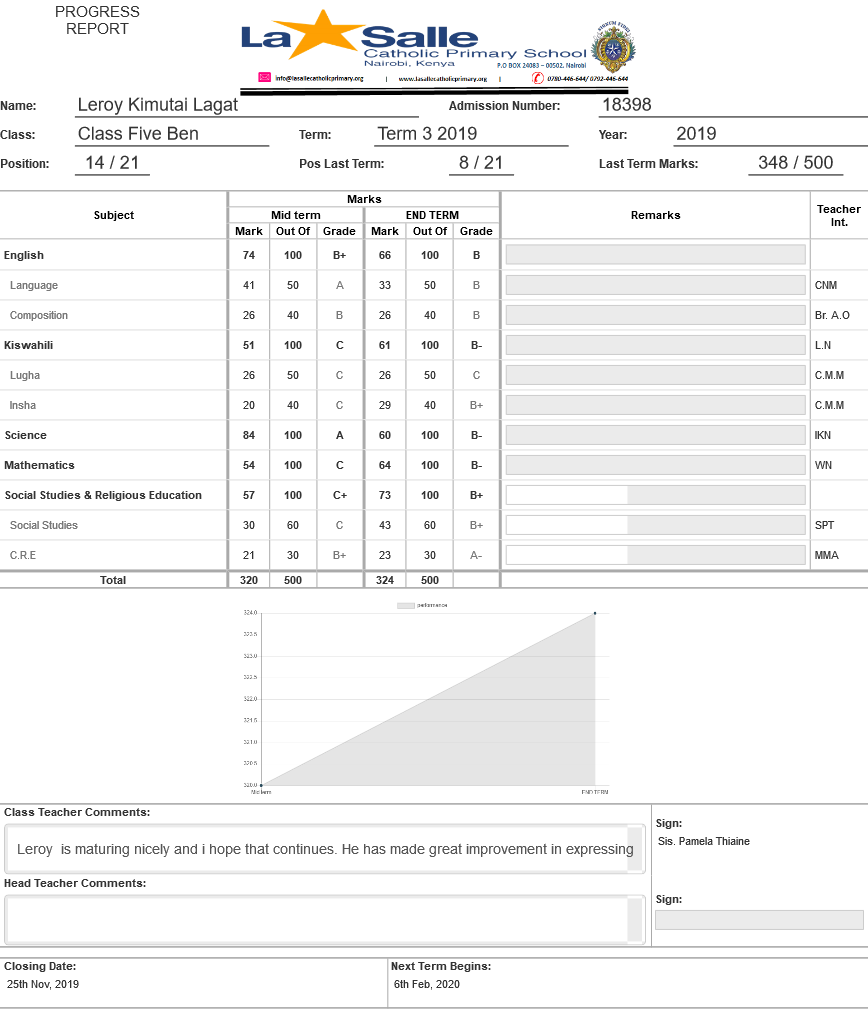 PROGRESS
REPORT
La Salle
Catholic Primary School
Nairobi, Kenya
P.O BOX 24083 – 00502, Nairobi
info@lasallecatholicprimary.org | www.lasallecatholicprimary.org | 0780-446-644/ 0792-446-644
Name: Leroy Kimutai Lagat Admission Number: 18398
Class: Class Five Ben Term: Term 3 2019 Year: 2019
Position: 14 / 21 Pos Last Term: 8 / 21 Last Term Marks: 348 / 500
Subject Marks Remarks Teacher Int.
Mid term END TERM
Mark Out Of Grade Mark Out Of Grade
English 74 100 B+ 66 100 B
Language 41 50 A 33 50 B CNM
Composition 26 40 B 26 40 B Br. A.O
Kiswahili 51 100 C 61 100 B- L.N
Lugha 26 50 C 26 50 C C.M.M
Insha 20 40 C 29 40 B+ C.M.M
Science 84 100 A 60 100 B- IKN
Mathematics 54 100 C 64 100 B- WN
Social Studies & Religious Education 57 100 C+ 73 100 B+
Social Studies 30 60 C 43 60 B+ SPT
C.R.E 21 30 B+ 23 30 A- MMA
Total 320 500 324 500
performance
324.0
323.5
323.0
322.5
322.0
321.5
321.0
320.5
320.0
Mid term END TERM
Class Teacher Comments:
Sign:
Leroy is maturing nicely and i hope that continues. He has made great improvement in expressing
Sis. Pamela Thiaine
Head Teacher Comments:
Sign:
Closing Date: Next Term Begins:
25th Nov, 2019 6th Feb, 2020